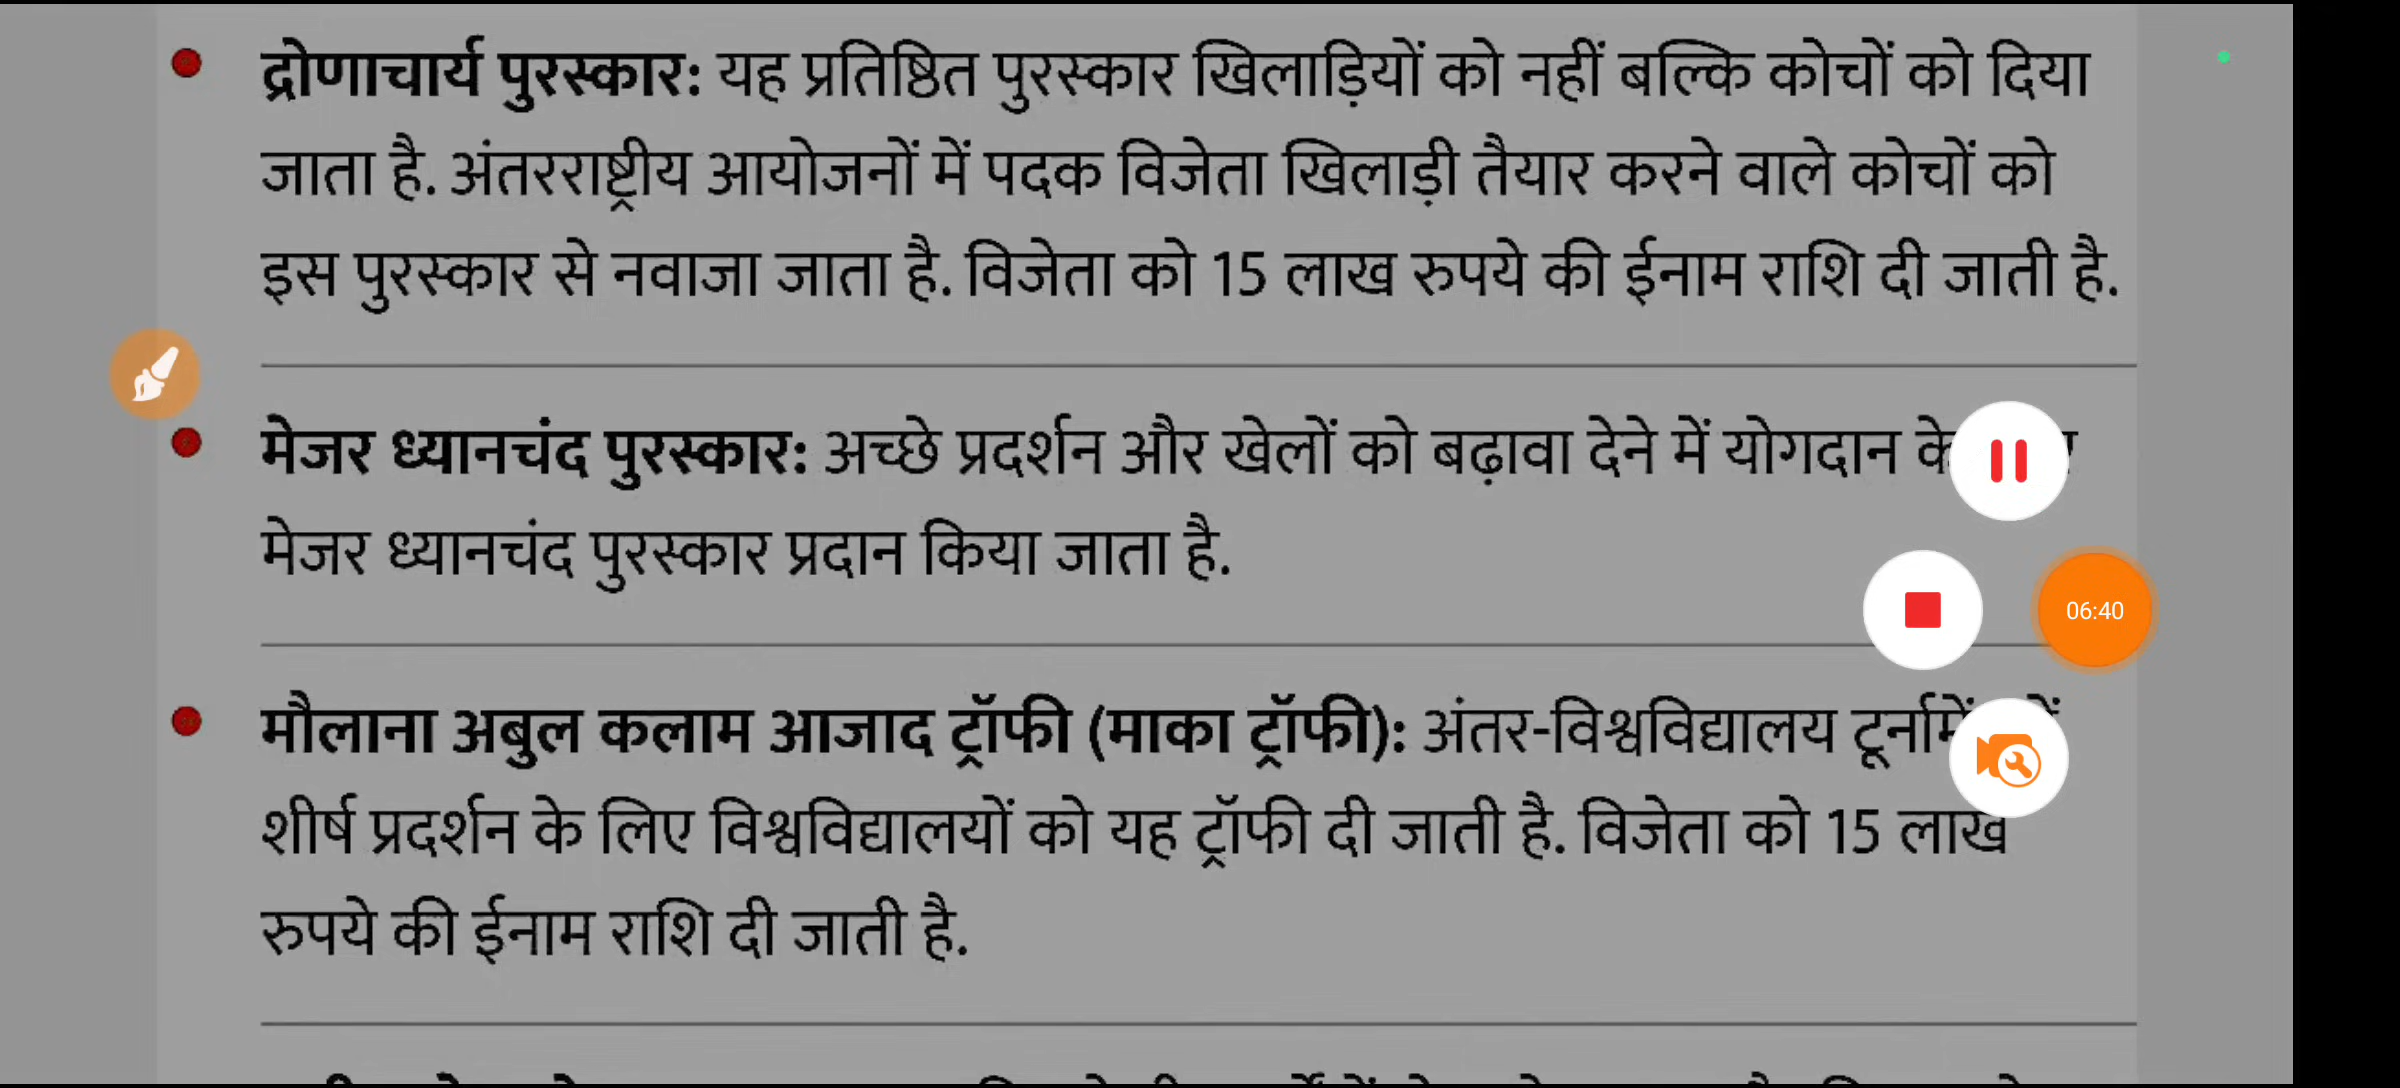 द्रोणाचार्य पुरस्कार: यह प्रतिष्ठित पुरस्कार खिलाड़ियों को नहीं बल्कि कोचों को दिया
जाता है. अंतरराष्ट्रीय आयोजनों में पदक विजेता खिलाड़ी तैयार करने वाले कोचों को
इस पुरस्कार से नवाजा जाता है. विजेता को 15 लाख रुपये की ईनाम राशि दी जाती है.
मेजर ध्यानचंद पुरस्कार: अच्छे प्रदर्शन और खेलों को बढ़ावा देने में योगदान के
मेजर ध्यानचंद पुरस्कार प्रदान किया जाता है.
06:40
मौलाना अबुल कलाम आजाद ट्रॉफी (माका ट्रॉफी): अंतर-विश्वविद्यालय
शीर्ष प्रदर्शन के लिए विश्वविद्यालयों को यह ट्रॉफी दी जाती है. विजेता को 15 लाख
रुपये की ईनाम राशि दी जाती है.